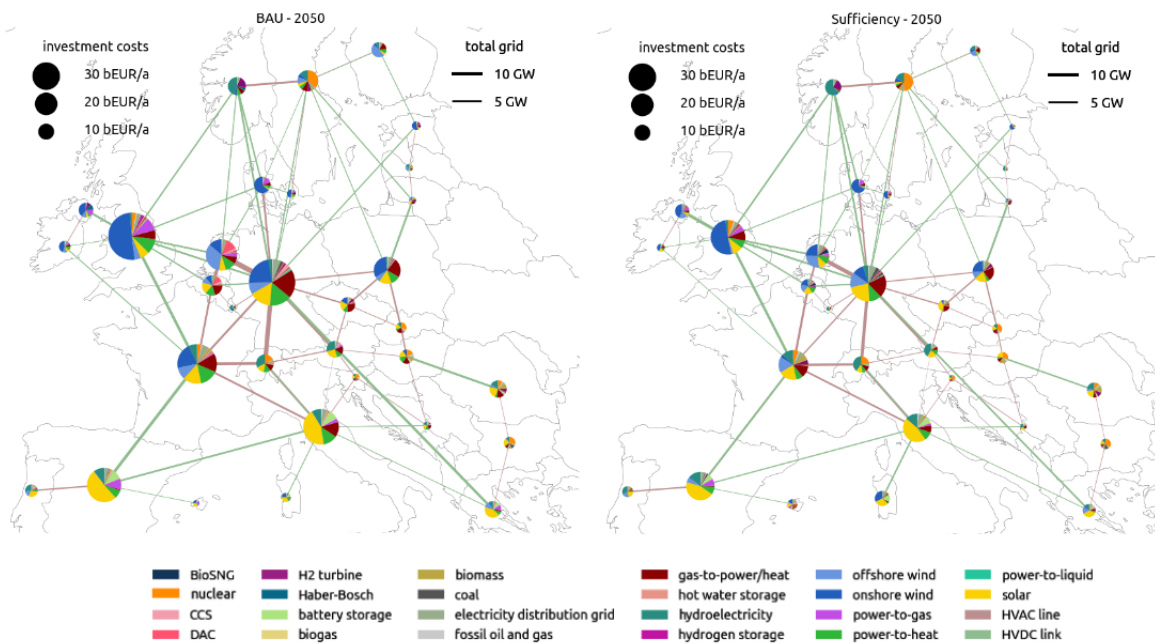 BAU - 2050
investment costs
30 bEUR/a
20 bEUR/a
10 bEUR/a
total grid
10 GW
5 GW
Sufficiency - 2050
investment costs
30 bEUR/a
20 bEUR/a
10 bEUR/a
total grid
10 GW
5 GW
BioSNG
nuclear
CCS
DAC
H2 turbine
Haber-Bosch
battery storage
biogas
biomass
coal
electricity distribution grid
fossil oil and gas
gas-to-power/heat
hot water storage
hydroelectricity
hydrogen storage
offshore wind
onshore wind
power-to-gas
power-to-heat
power-to-liquid
solar
HVAC line
HVDC link